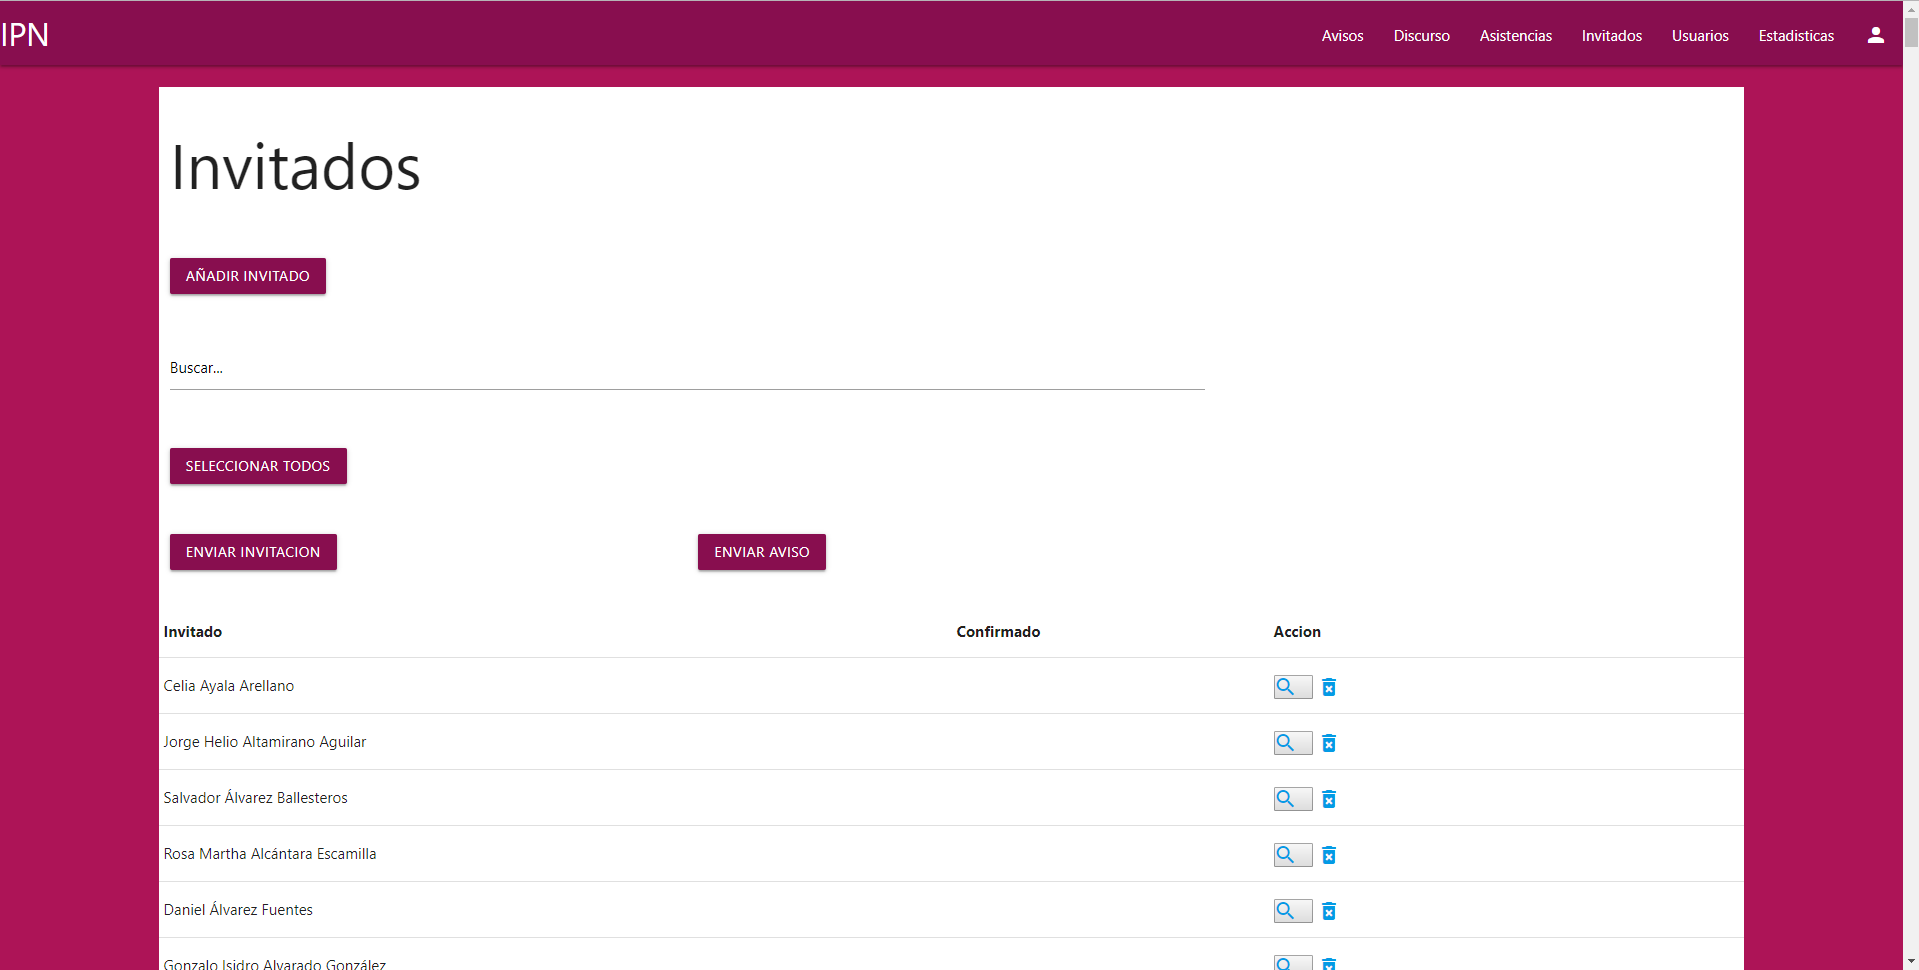 IPN
Avisos Discurso Asistencias Invitados Usuarios Estadisticas
Invitados
AÑADIR INVITADO
Buscar...
SELECCIONAR TODOS
ENVIAR INVITACION ENVIAR AVISO
Invitado Confirmado Accion
Celia Ayala Arellano
Jorge Helio Altamirano Aguilar
Salvador Álvarez Ballesteros
Rosa Martha Alcántara Escamilla
Daniel Álvarez Fuentes
Gonzalo Isidro Alvarado González